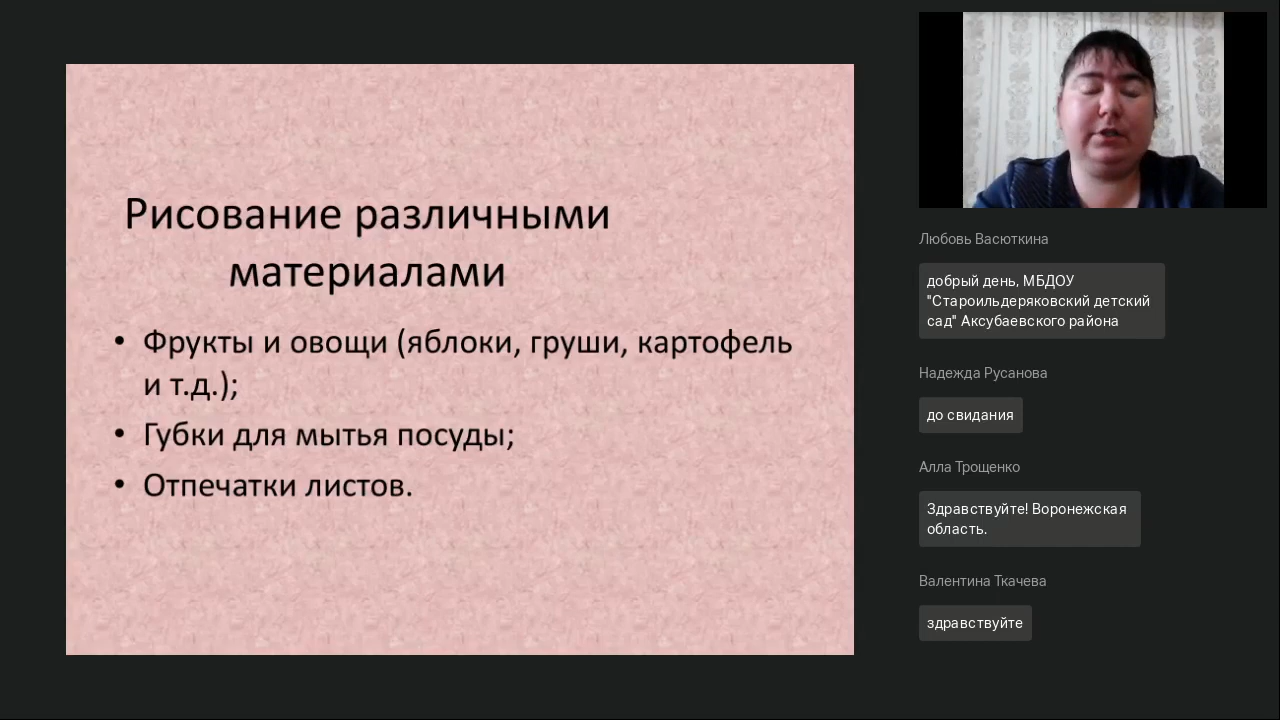 Рисование различными
материалами
• Фрукты и овощи (яблоки, груши, картофель
и т.д.);
• Губки для мытья посуды;
• Отпечатки листов.
Любовь Васюткина
добрый день, МБДОУ
"Староильдеряковский детский
сад" Аксубаевского района
Надежда Русанова
до свидания
Алла Трощенко
Здравствуйте! Воронежская
область.
Валентина Ткачева
здравствуйте